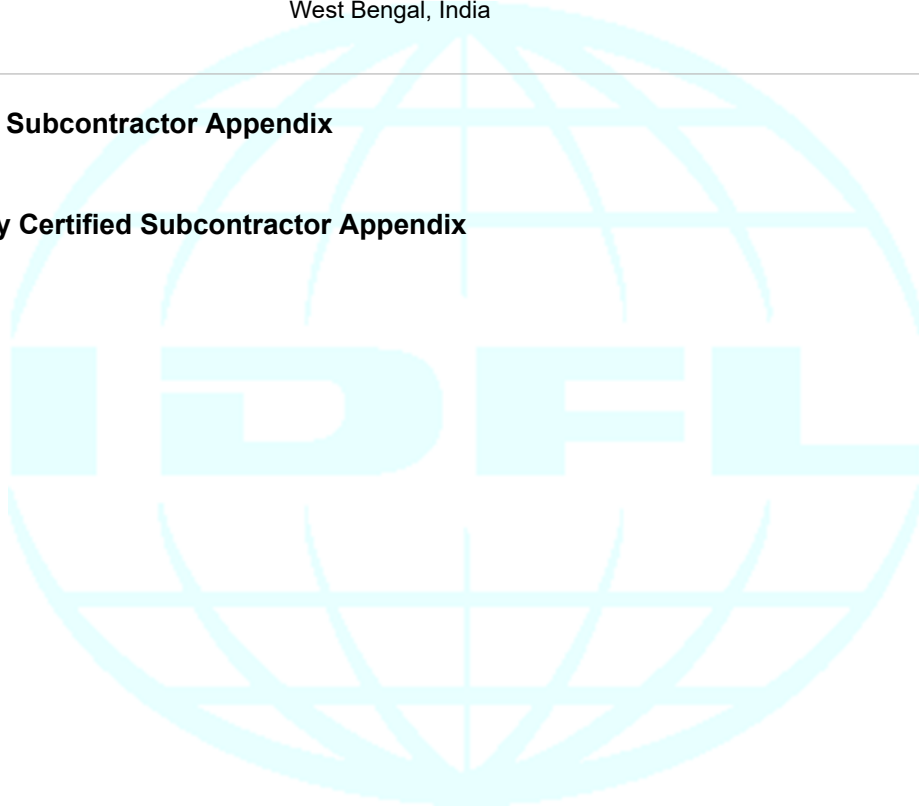 West Bengal, India
Subcontractor Appendix
y Certified Subcontractor Appendix
IDFL